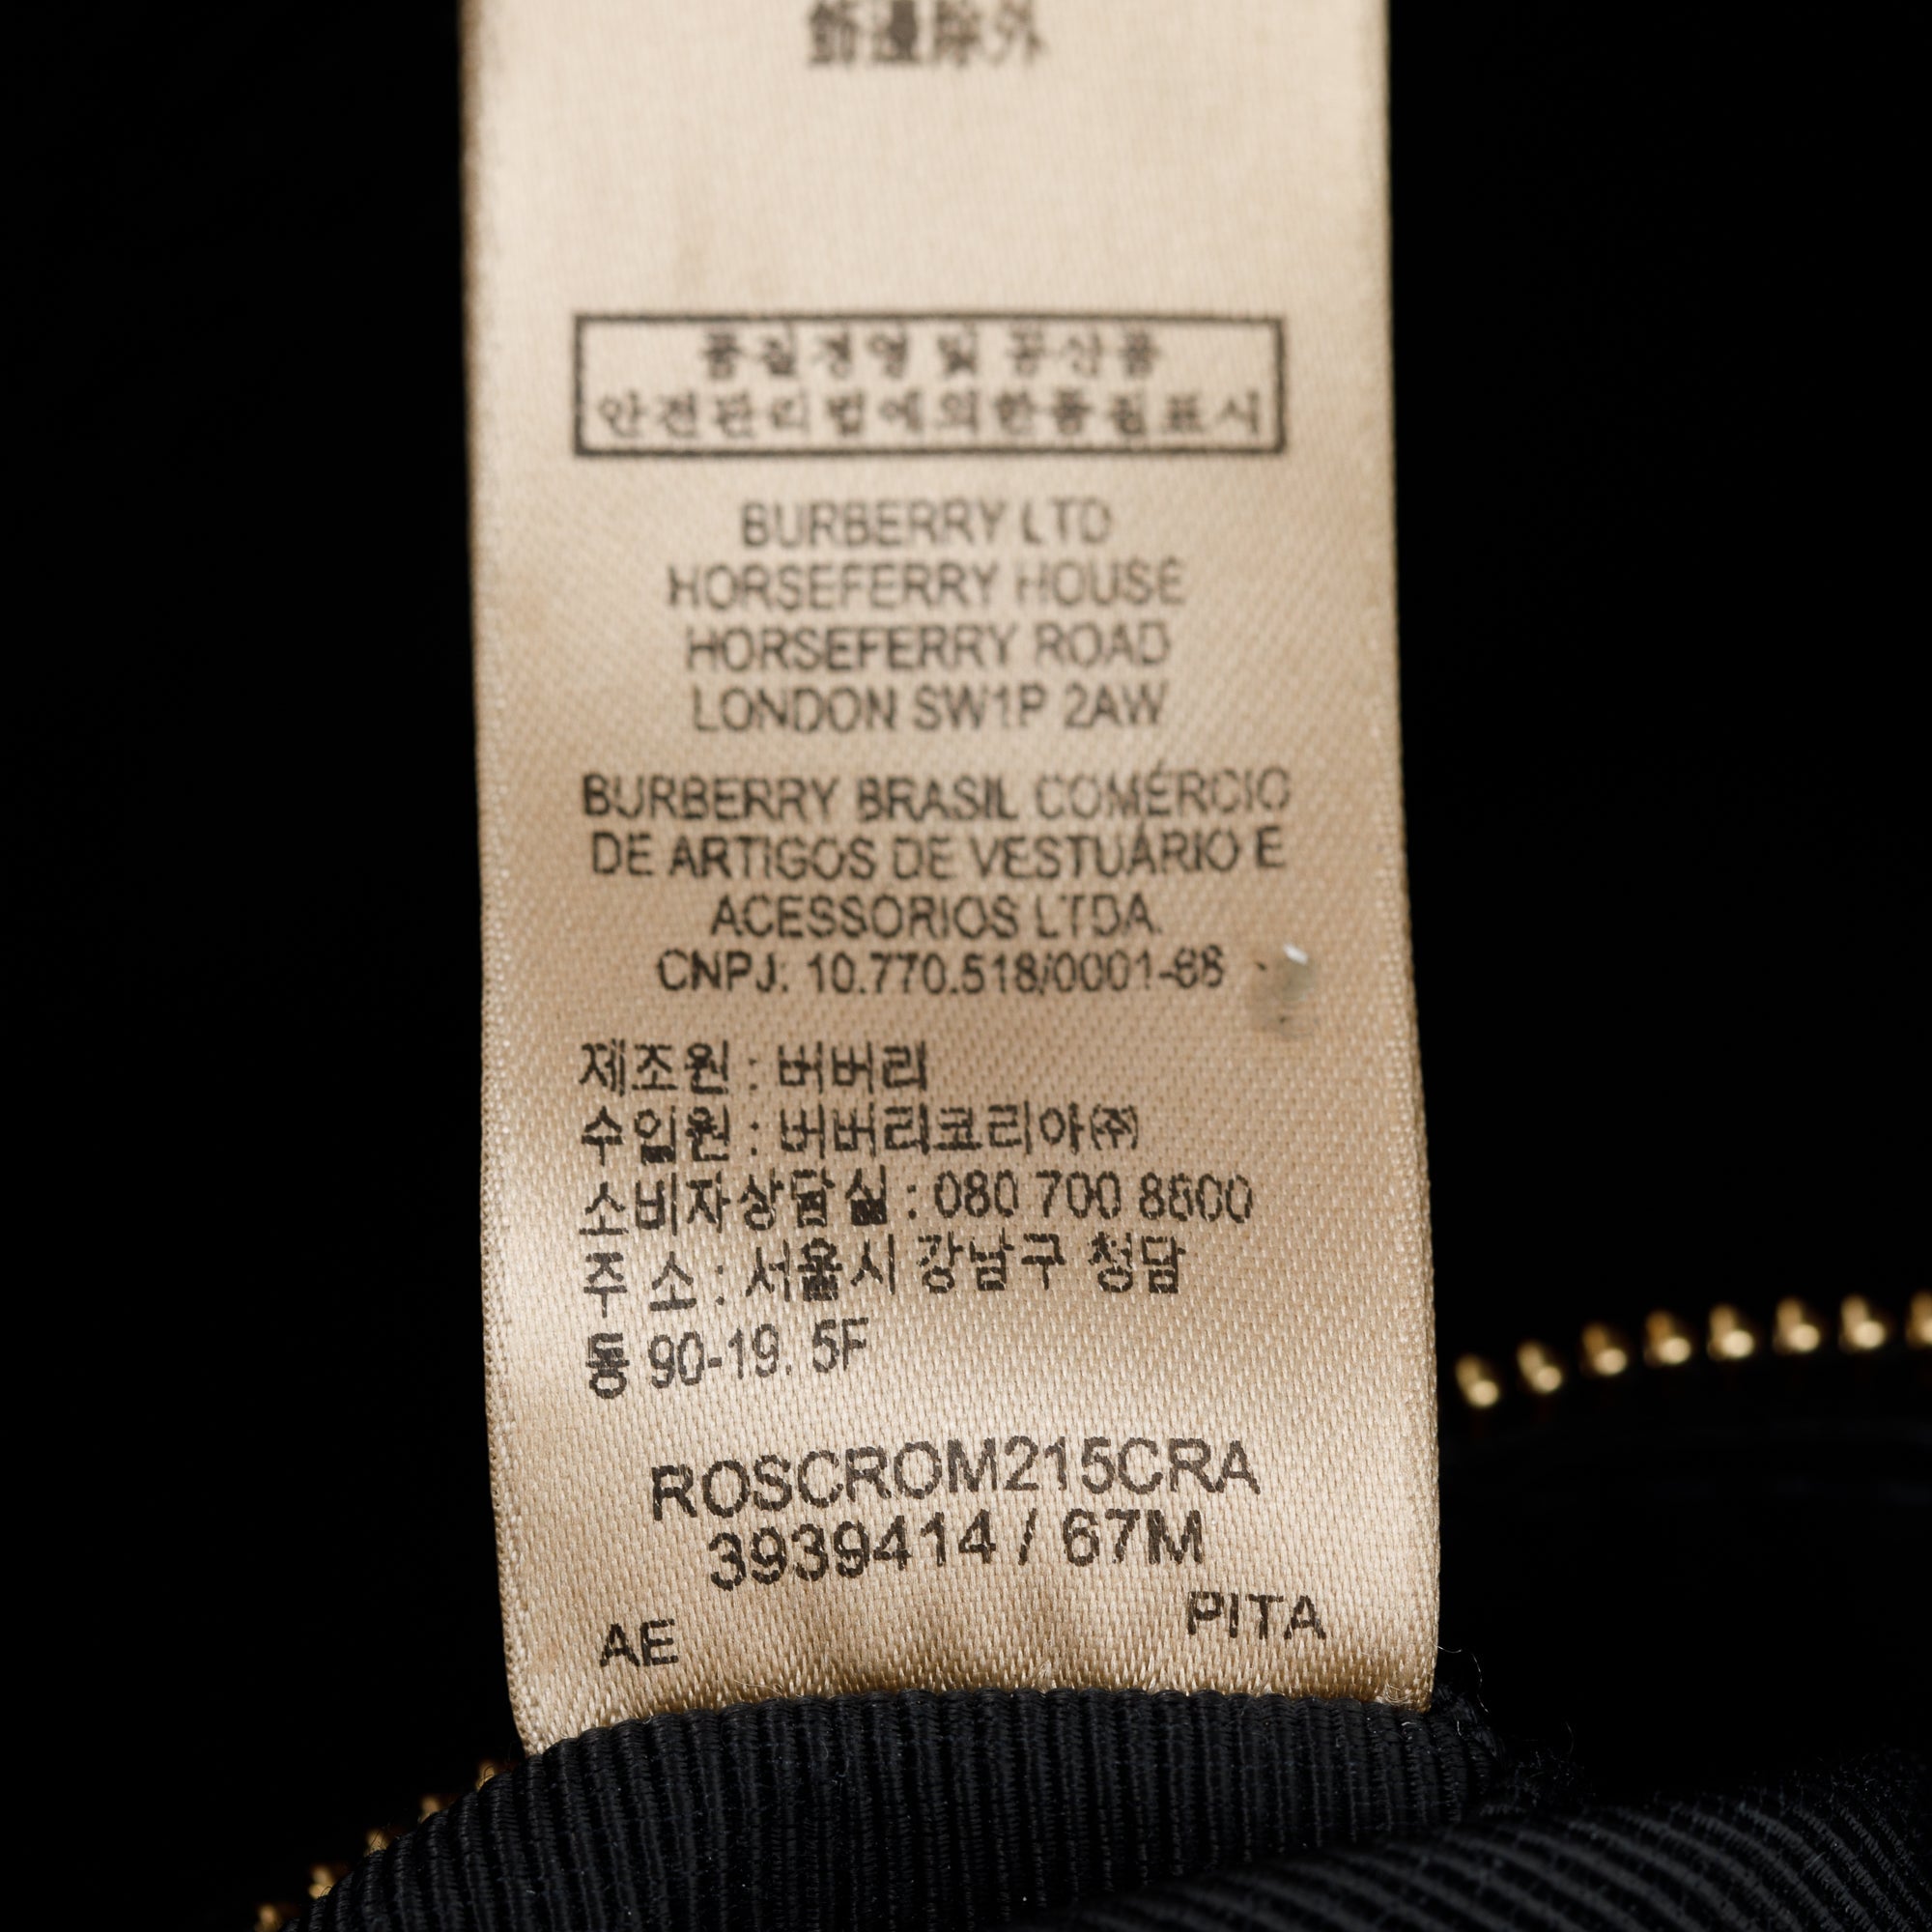 飾邊除外
품질경영 및 공산품
안전관리법에의한품질표시
BURBERRY LTD
HORSEFERRY HOUSE
HORSEFERRY ROAD
LONDON SW1P 2AW
BURBERRY BRASIL COMÉRCIO
DE ARTIGOS DE VESTUÁRIO E
ACESSORIOS LTDA.
CNPJ: 10.770.518/0001-66
제조원 : 버버리
수입원 : 버버리코리아㈜
소비자상담실 : 080 700 8800
주 소 : 서울시 강남구 청담
동 90-19. 5F
ROSCROM215CRA
3939414 / 67M
AE
PITA